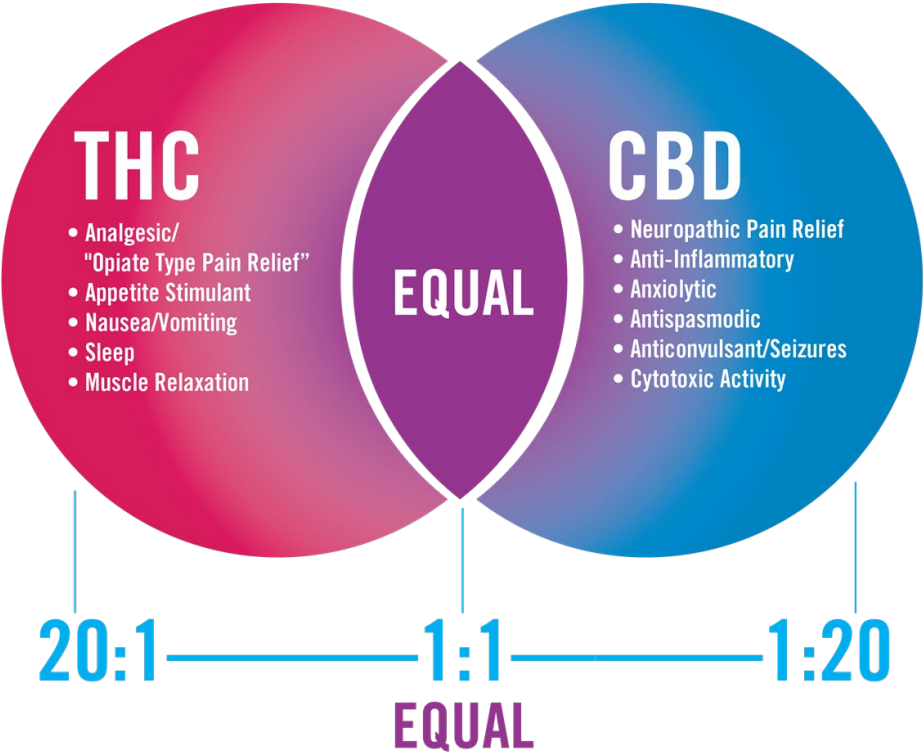 THC
• Analgesic/
"Opiate Type Pain Relief”
• Appetite Stimulant
• Nausea/Vomiting
• Sleep
• Muscle Relaxation
EQUAL
CBD
• Neuropathic Pain Relief
• Anti-Inflammatory
• Anxiolytic
• Antispasmodic
• Anticonvulsant/Seizures
• Cytotoxic Activity
20:1
1:1
1:20
EQUAL